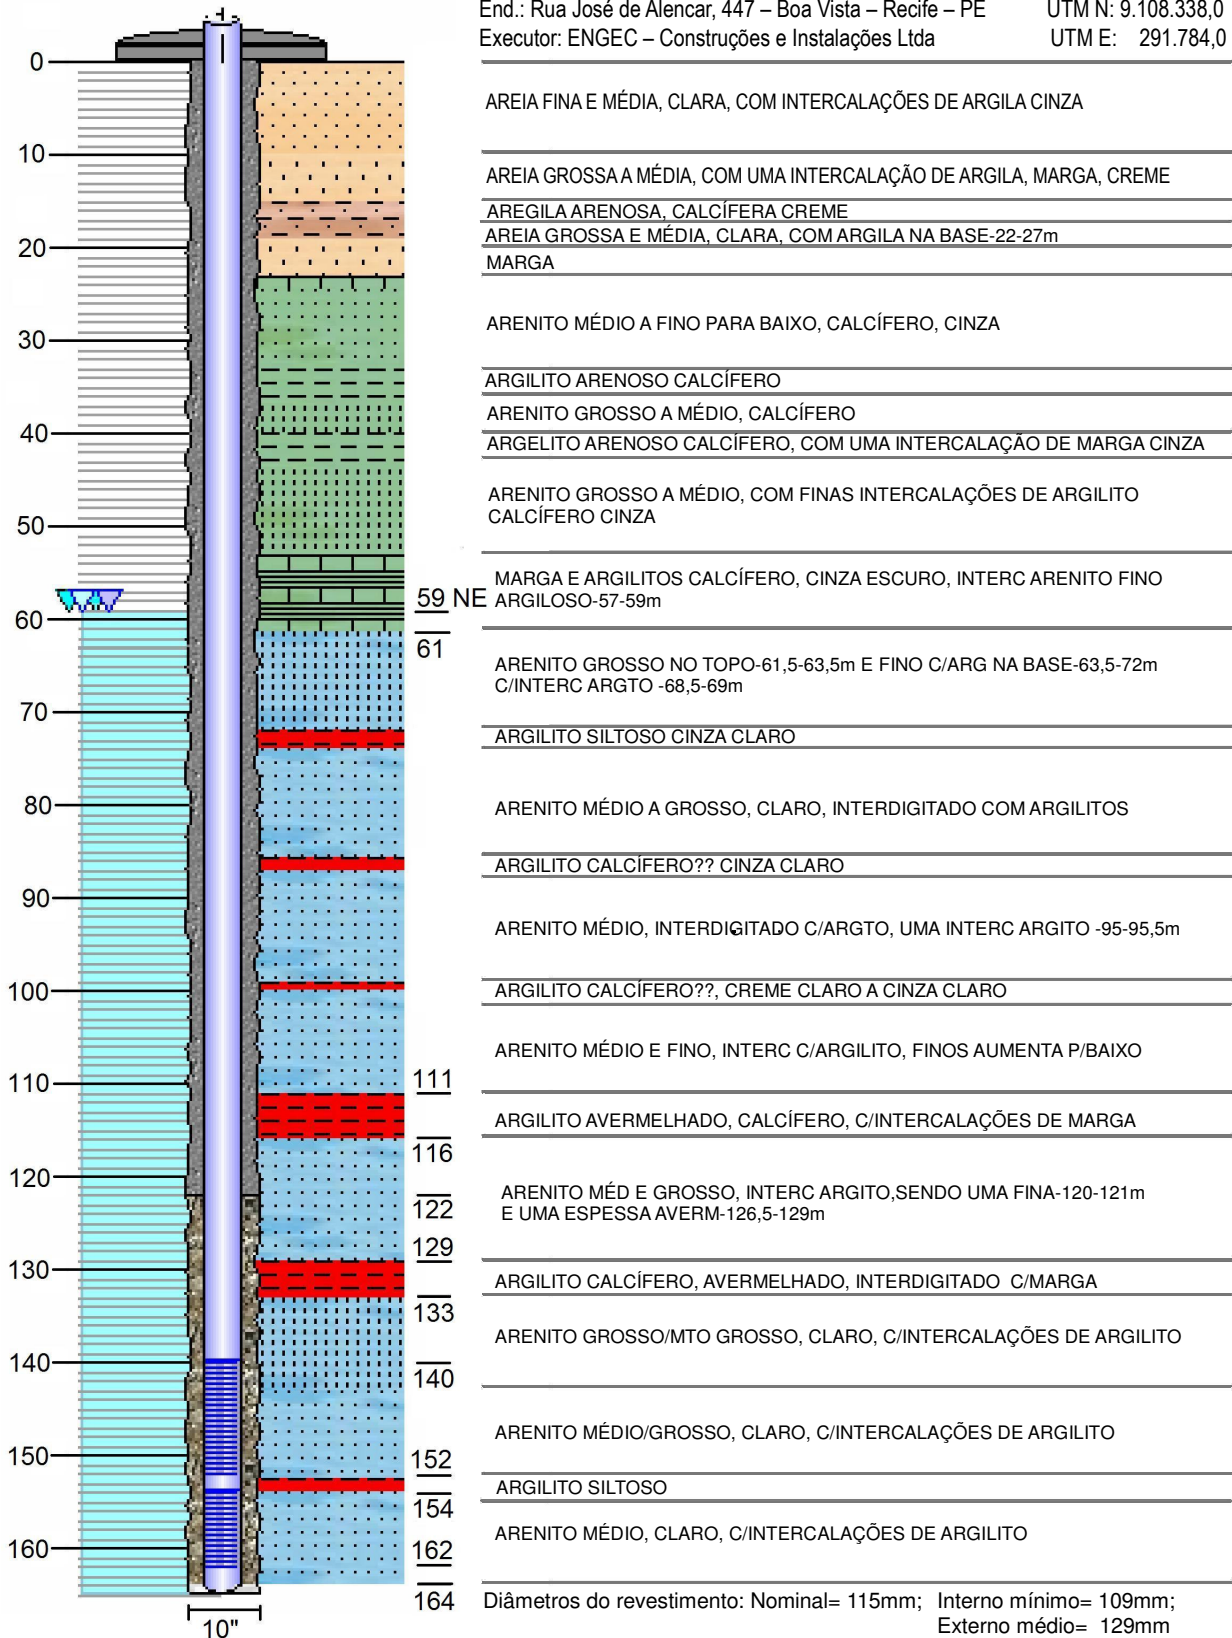 End.: Rua José de Alencar, 447 – Boa Vista – Recife – PE UTM N: 9.108.338,0
Executor: ENGEC – Construções e Instalações Ltda UTM E: 291.784,0
0
AREIA FINA E MÉDIA, CLARA, COM INTERCALAÇÕES DE ARGILA CINZA
10
AREIA GROSSA A MÉDIA, COM UMA INTERCALAÇÃO DE ARGILA, MARGA, CREME
AREGILA ARENOSA, CALCÍFERA CREME
AREIA GROSSA E MÉDIA, CLARA, COM ARGILA NA BASE-22-27m
20
MARGA
ARENITO MÉDIO A FINO PARA BAIXO, CALCÍFERO, CINZA
30
ARGILITO ARENOSO CALCÍFERO
ARENITO GROSSO A MÉDIO, CALCÍFERO
40
ARGELITO ARENOSO CALCÍFERO, COM UMA INTERCALAÇÃO DE MARGA CINZA
ARENITO GROSSO A MÉDIO, COM FINAS INTERCALAÇÕES DE ARGILITO
CALCÍFERO CINZA
50
MARGA E ARGILITOS CALCÍFERO, CINZA ESCURO, INTERC ARENITO FINO
59 NE
ARGILOSO-57-59m
60
61
ARENITO GROSSO NO TOPO-61,5-63,5m E FINO C/ARG NA BASE-63,5-72m
C/INTERC ARGTO -68,5-69m
70
ARGILITO SILTOSO CINZA CLARO
80
ARENITO MÉDIO A GROSSO, CLARO, INTERDIGITADO COM ARGILITOS
ARGILITO CALCÍFERO?? CINZA CLARO
90
ARENITO MÉDIO, INTERDIGITADO C/ARGTO, UMA INTERC ARGITO -95-95,5m
100
ARGILITO CALCÍFERO??, CREME CLARO A CINZA CLARO
ARENITO MÉDIO E FINO, INTERC C/ARGILITO, FINOS AUMENTA P/BAIXO
110
111
ARGILITO AVERMELHADO, CALCÍFERO, C/INTERCALAÇÕES DE MARGA
116
120
ARENITO MÉD E GROSSO, INTERC ARGITO,SENDO UMA FINA-120-121m
122
E UMA ESPESSA AVERM-126,5-129m
129
130
ARGILITO CALCÍFERO, AVERMELHADO, INTERDIGITADO C/MARGA
133
ARENITO GROSSO/MTO GROSSO, CLARO, C/INTERCALAÇÕES DE ARGILITO
140
140
ARENITO MÉDIO/GROSSO, CLARO, C/INTERCALAÇÕES DE ARGILITO
150
152
ARGILITO SILTOSO
154
ARENITO MÉDIO, CLARO, C/INTERCALAÇÕES DE ARGILITO
160
162
164
Diâmetros do revestimento: Nominal= 115mm; Interno mínimo= 109mm;
10"
Externo médio= 129mm